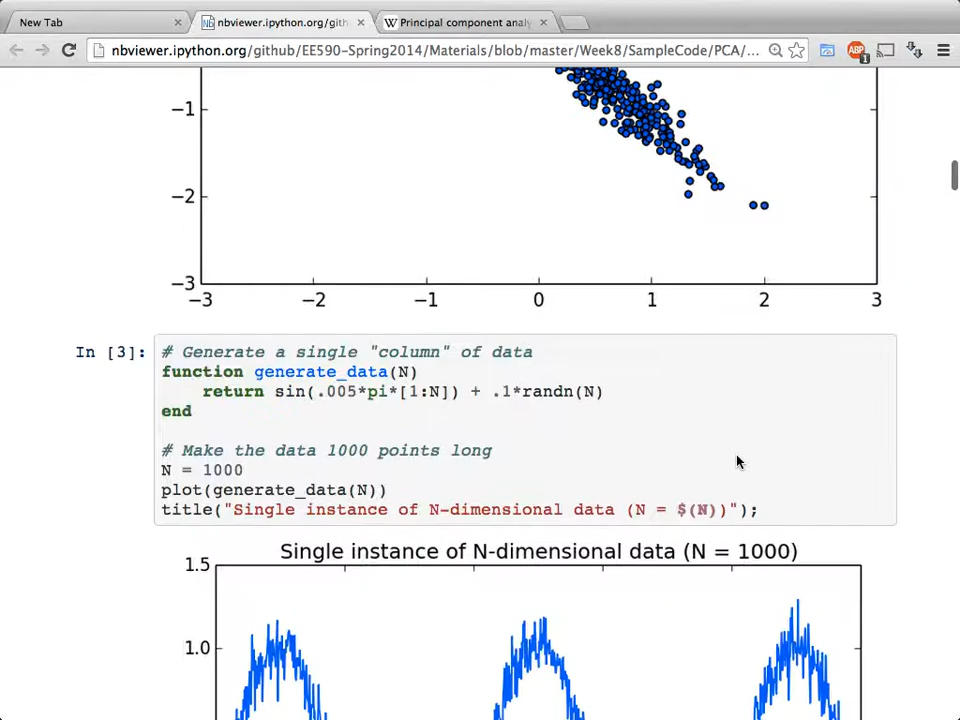 New Tab
nbviewer.ipython.org/gith
Principal component analy
nbviewer.ipython.org/github/EE590-Spring2014/Materials/blob/master/Week8/SampleCode/PCA/...
ABP
1
−1
−2
−3
−3 −2 −1 0 1 2 3
In [3]:
# Generate a single "column" of data
function generate_data(N)
return sin(.005*pi*[1:N]) + .1*randn(N)
end
# Make the data 1000 points long
N = 1000
plot(generate_data(N))
title("Single instance of N-dimensional data (N = $(N))");
Single instance of N-dimensional data (N = 1000)
1.5
1.0